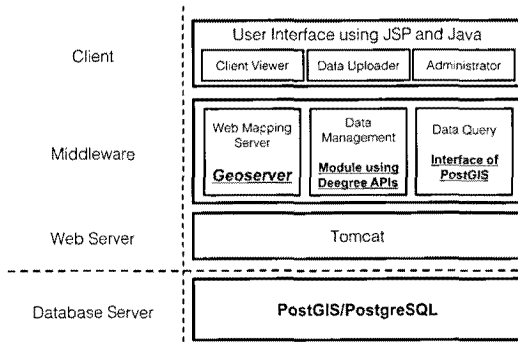 User Interface using JSP and Java
Client
Client Viewer
Data Uploader
Administrator
Middleware
Web Mapping
Server
Geoserver
Data
Management
Module using
Deegree APIs
Data Query
Interface of
PostGIS
Web Server
Tomcat
Database Server
PostGIS/PostgreSQL